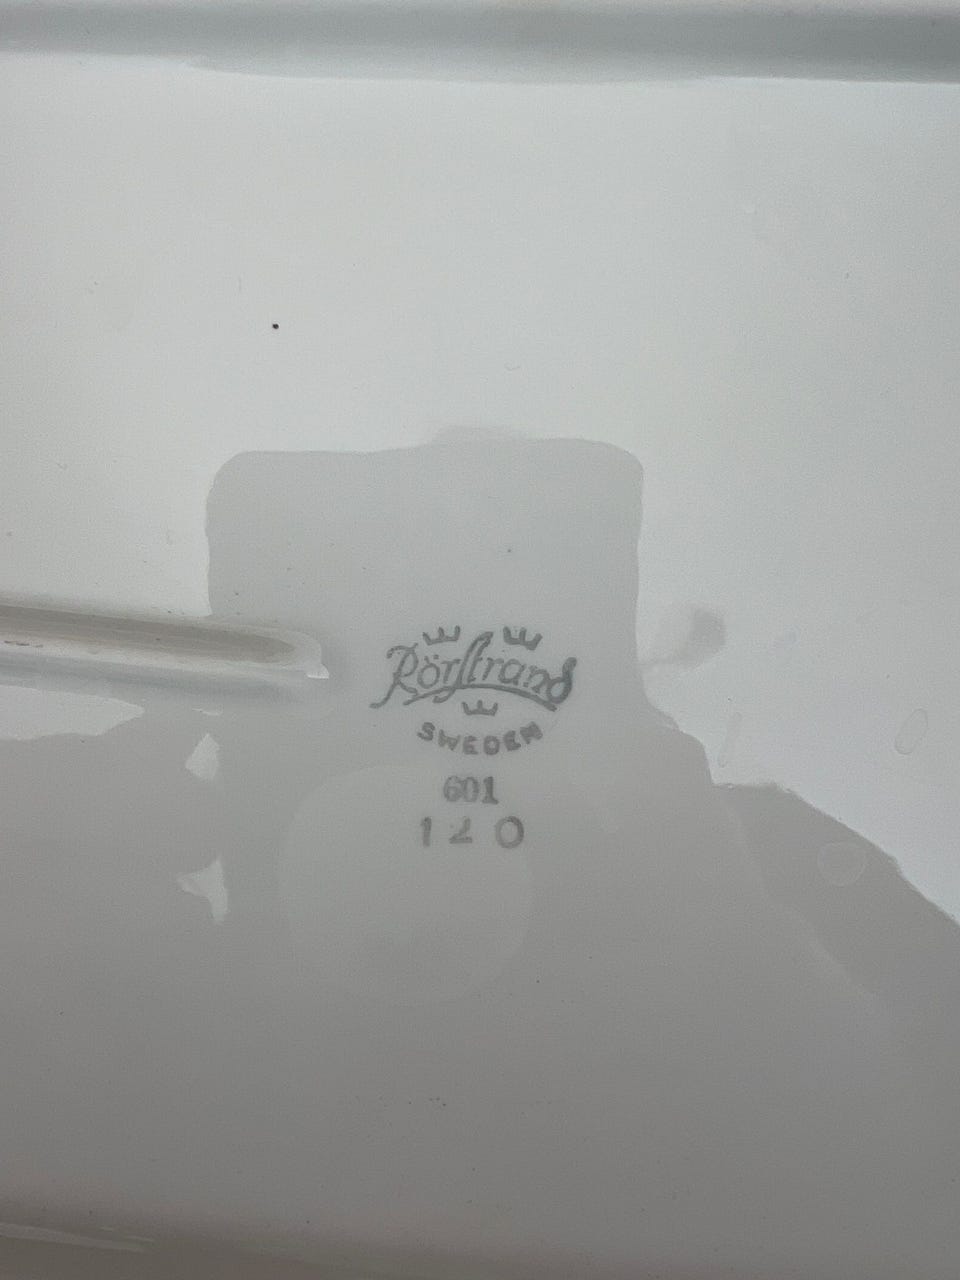 Rörstrand
SWEDEN
601
120